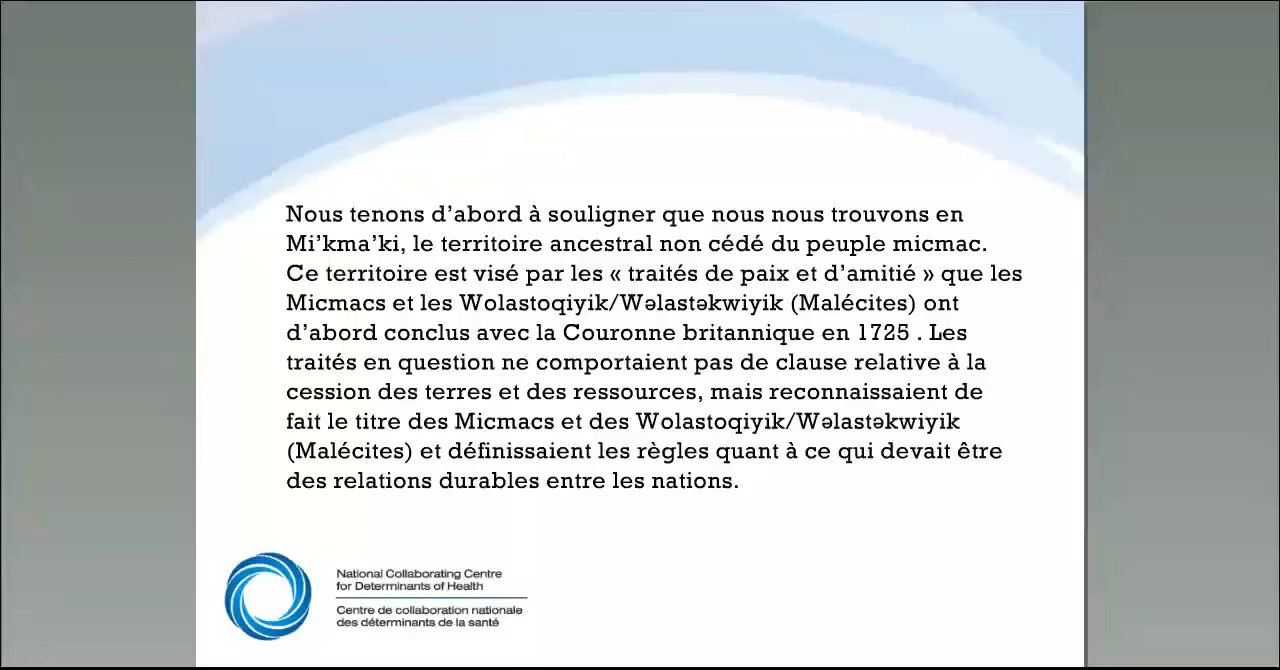 Nous tenons d’abord à souligner que nous nous trouvons en
Mi’kma’ki, le territoire ancestral non cédé du peuple micmac.
Ce territoire est visé par les « traités de paix et d’amitié » que les
Micmacs et les Wolastoqiyik/Wəlastəkwiyik (Malécites) ont
d’abord conclus avec la Couronne britannique en 1725 . Les
traités en question ne comportaient pas de clause relative à la
cession des terres et des ressources, mais reconnaissaient de
fait le titre des Micmacs et des Wolastoqiyik/Wəlastəkwiyik
(Malécites) et définissaient les règles quant à ce qui devait être
des relations durables entre les nations.
National Collaborating Centre
for Determinants of Health
Centre de collaboration nationale
des déterminants de la santé